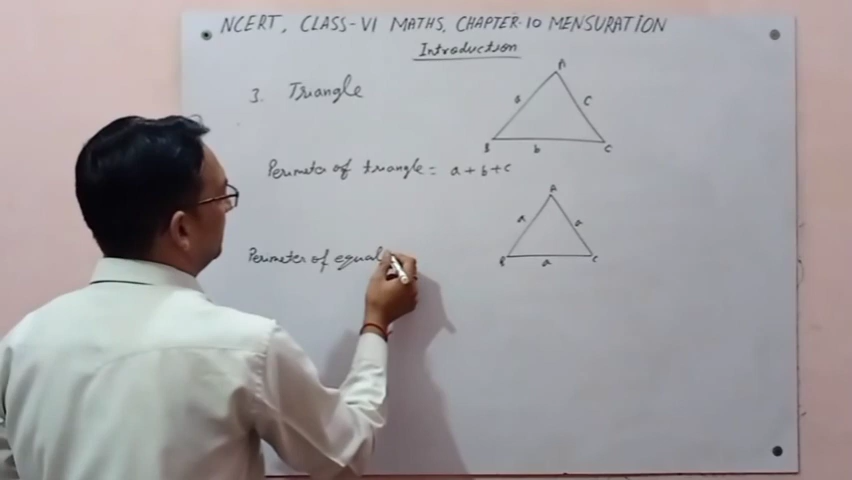 NCERT, CLASS-VI MATHS, CHAPTER-10 MENSURATION
Introduction
3. Triangle
A
a
c
B
b
C
Perimeter of triangle = a + b + c
A
a
a
B
a
C
Perimeter of equal